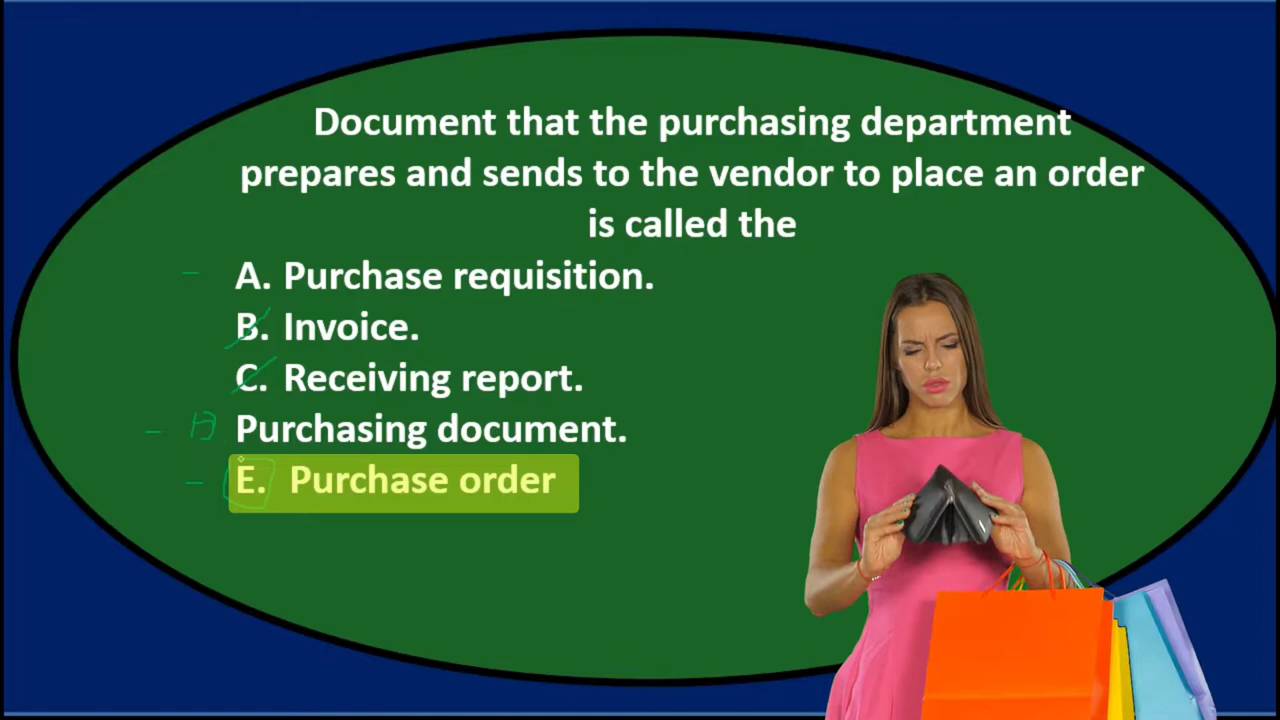 Document that the purchasing department
prepares and sends to the vendor to place an order
is called the
A. Purchase requisition.
B. Invoice.
C. Receiving report.
D Purchasing document.
E. Purchase order